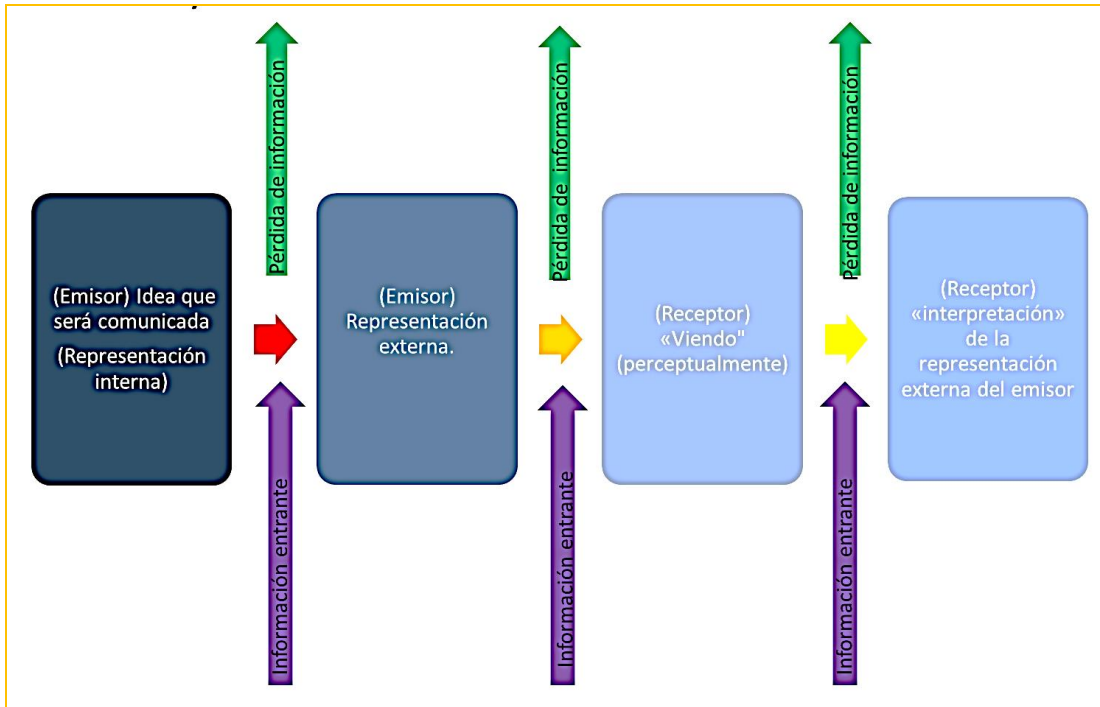 Pérdida de información
Pérdida de información
Pérdida de información
(Emisor) Idea que
será comunicada
(Representación
interna)
(Emisor)
Representación
externa.
(Receptor)
«Viendo"
(perceptualmente)
(Receptor)
«interpretación»
de la
representación
externa del emisor
Información entrante
Información entrante
Información entrante